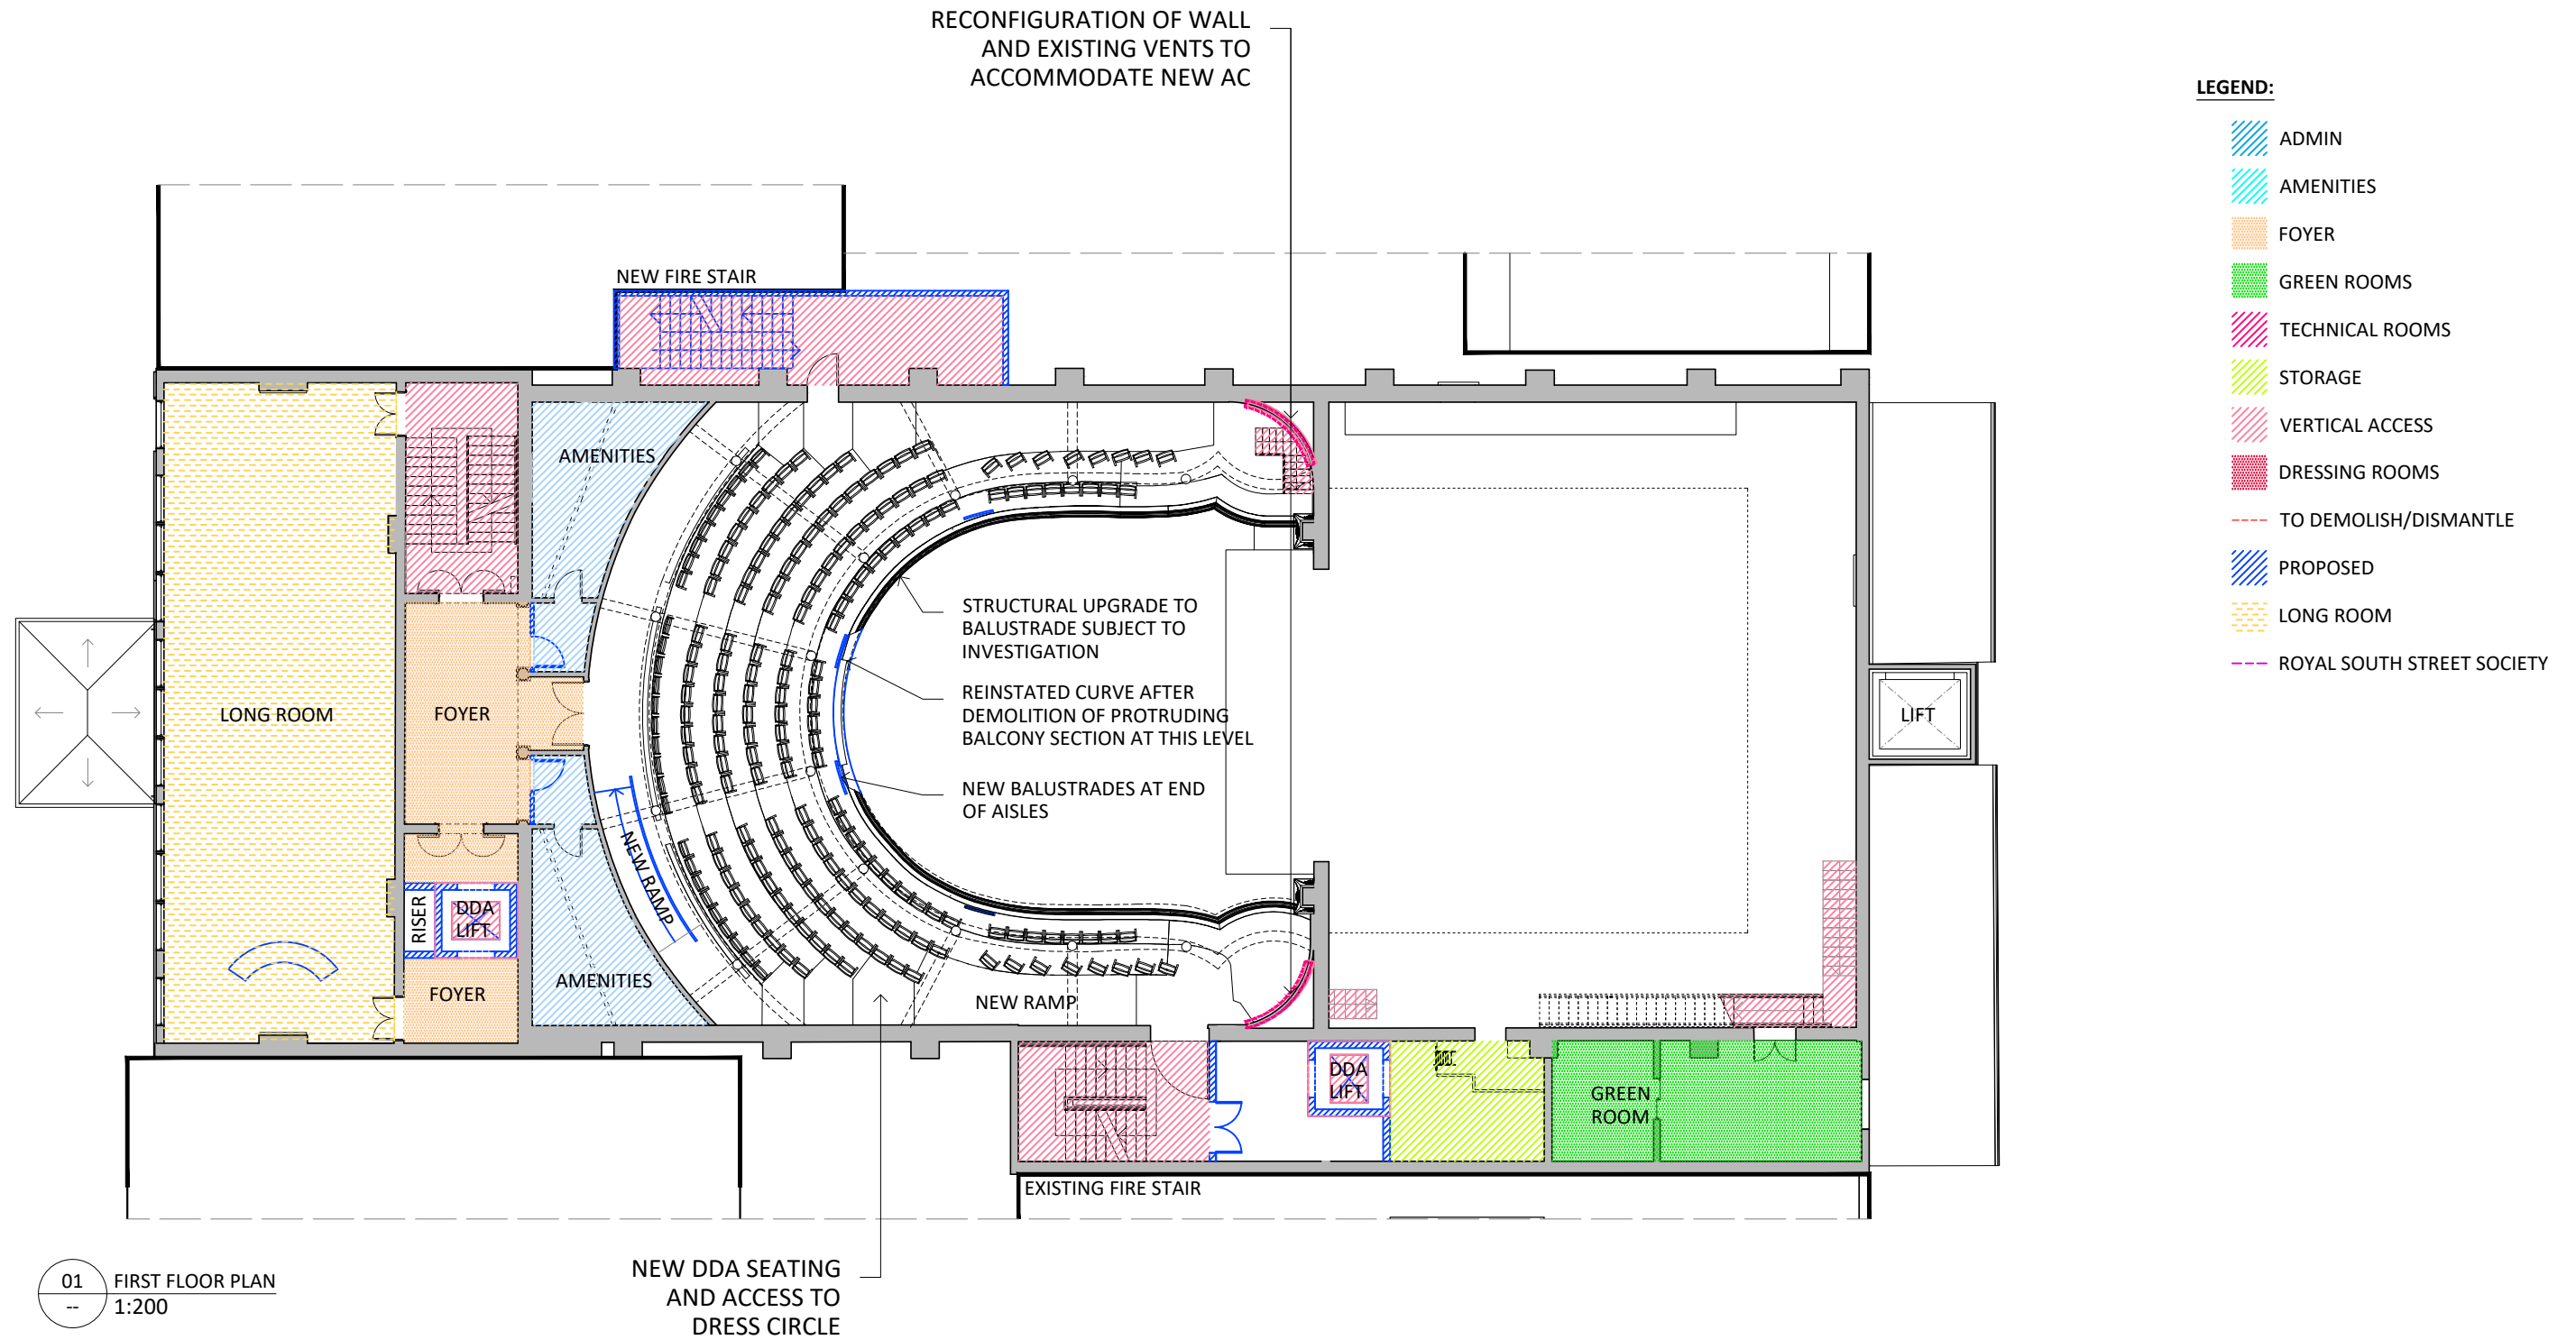 RECONFIGURATION OF WALL
AND EXISTING VENTS TO
ACCOMMODATE NEW AC
LEGEND:
ADMIN
AMENITIES
FOYER
GREEN ROOMS
TECHNICAL ROOMS
STORAGE
VERTICAL ACCESS
DRESSING ROOMS
TO DEMOLISH/DISMANTLE
PROPOSED
LONG ROOM
ROYAL SOUTH STREET SOCIETY
NEW FIRE STAIR
AMENITIES
STRUCTURAL UPGRADE TO
BALUSTRADE SUBJECT TO
INVESTIGATION
REINSTATED CURVE AFTER
DEMOLITION OF PROTRUDING
BALCONY SECTION AT THIS LEVEL
NEW BALUSTRADES AT END
OF AISLES
LONG ROOM
FOYER
LIFT
NEW RAMP
RISER
DDA
LIFT
AMENITIES
FOYER
NEW RAMP
DDA
LIFT
GREEN
ROOM
EXISTING FIRE STAIR
NEW DDA SEATING
AND ACCESS TO
DRESS CIRCLE
01
--
FIRST FLOOR PLAN
1:200